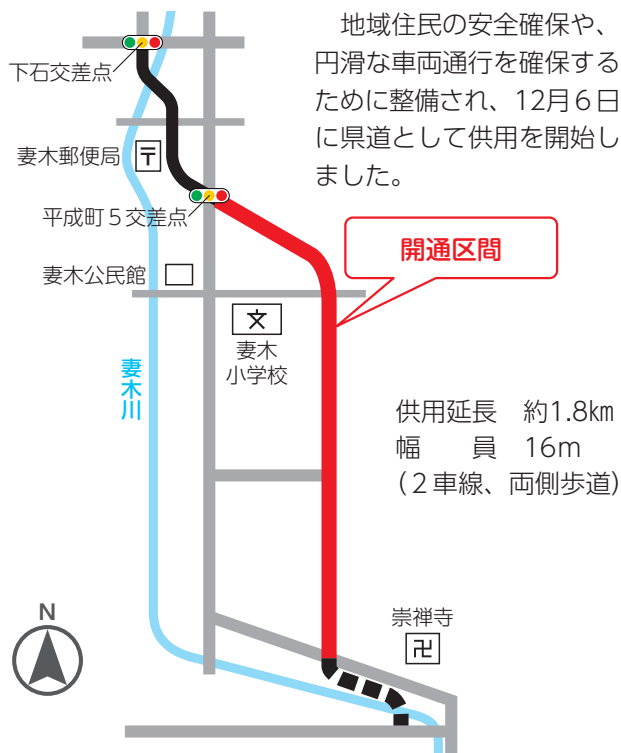 地域住民の安全確保や、
円滑な車両通行を確保する
ために整備され、12月６日
に県道として供用を開始し
ました。
下石交差点
妻木郵便局
〒
平成町５交差点
開通区間
妻木公民館
文
妻木
小学校
妻木川
供用延長　約1.8㎞
幅　　員　16ｍ
（２車線、両側歩道）
崇禅寺
卍
N